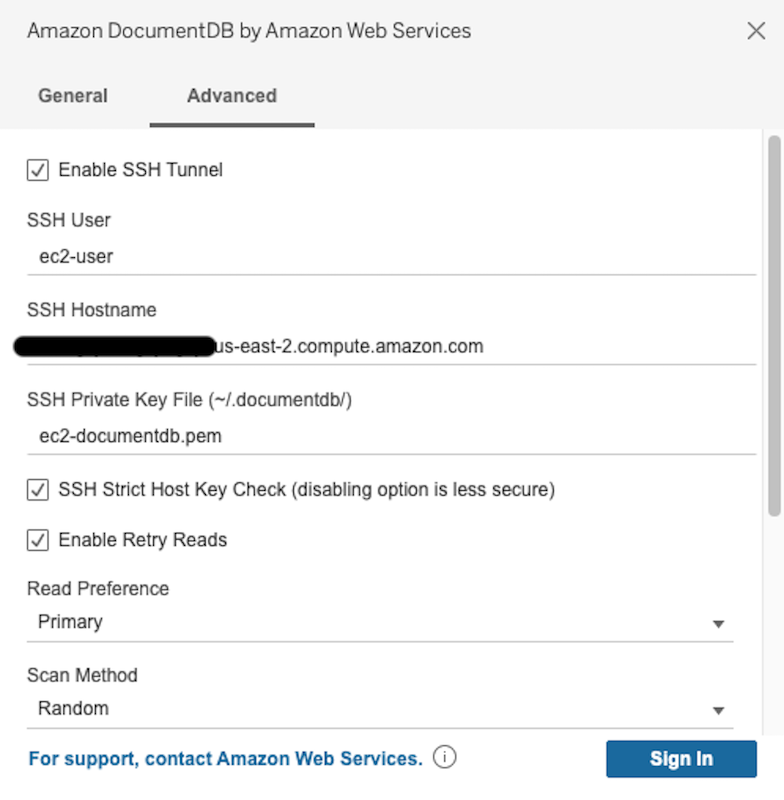 Amazon DocumentDB by Amazon Web Services
General
Advanced
Enable SSH Tunnel
SSH User
ec2-user
SSH Hostname
us-east-2.compute.amazon.com
SSH Private Key File (~/.documentdb/)
ec2-documentdb.pem
SSH Strict Host Key Check (disabling option is less secure)
Enable Retry Reads
Read Preference
Primary
Scan Method
Random
For support, contact Amazon Web Services.
Sign In